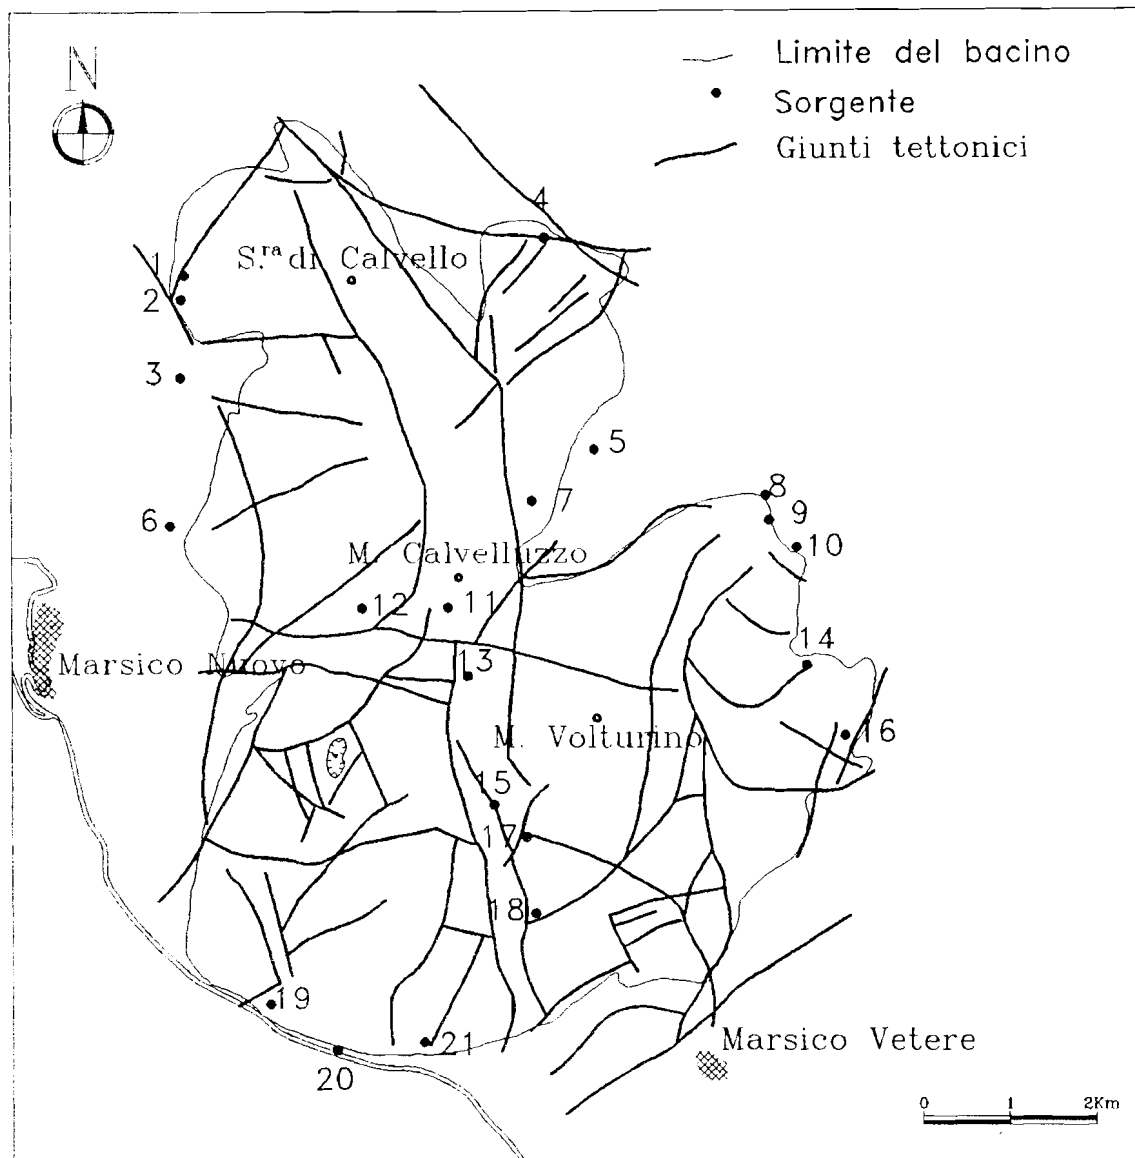 N
Limite del bacino
Sorgente
Giunti tettonici
4
1
S.ra di Calvello
2
3
5
7
8
9
6
10
M. Calvelluzzo
12
11
13
14
Marsico Nuovo
16
M. Volturino
15
17
18
19
21
20
Marsico Vetere
0 1 2Km